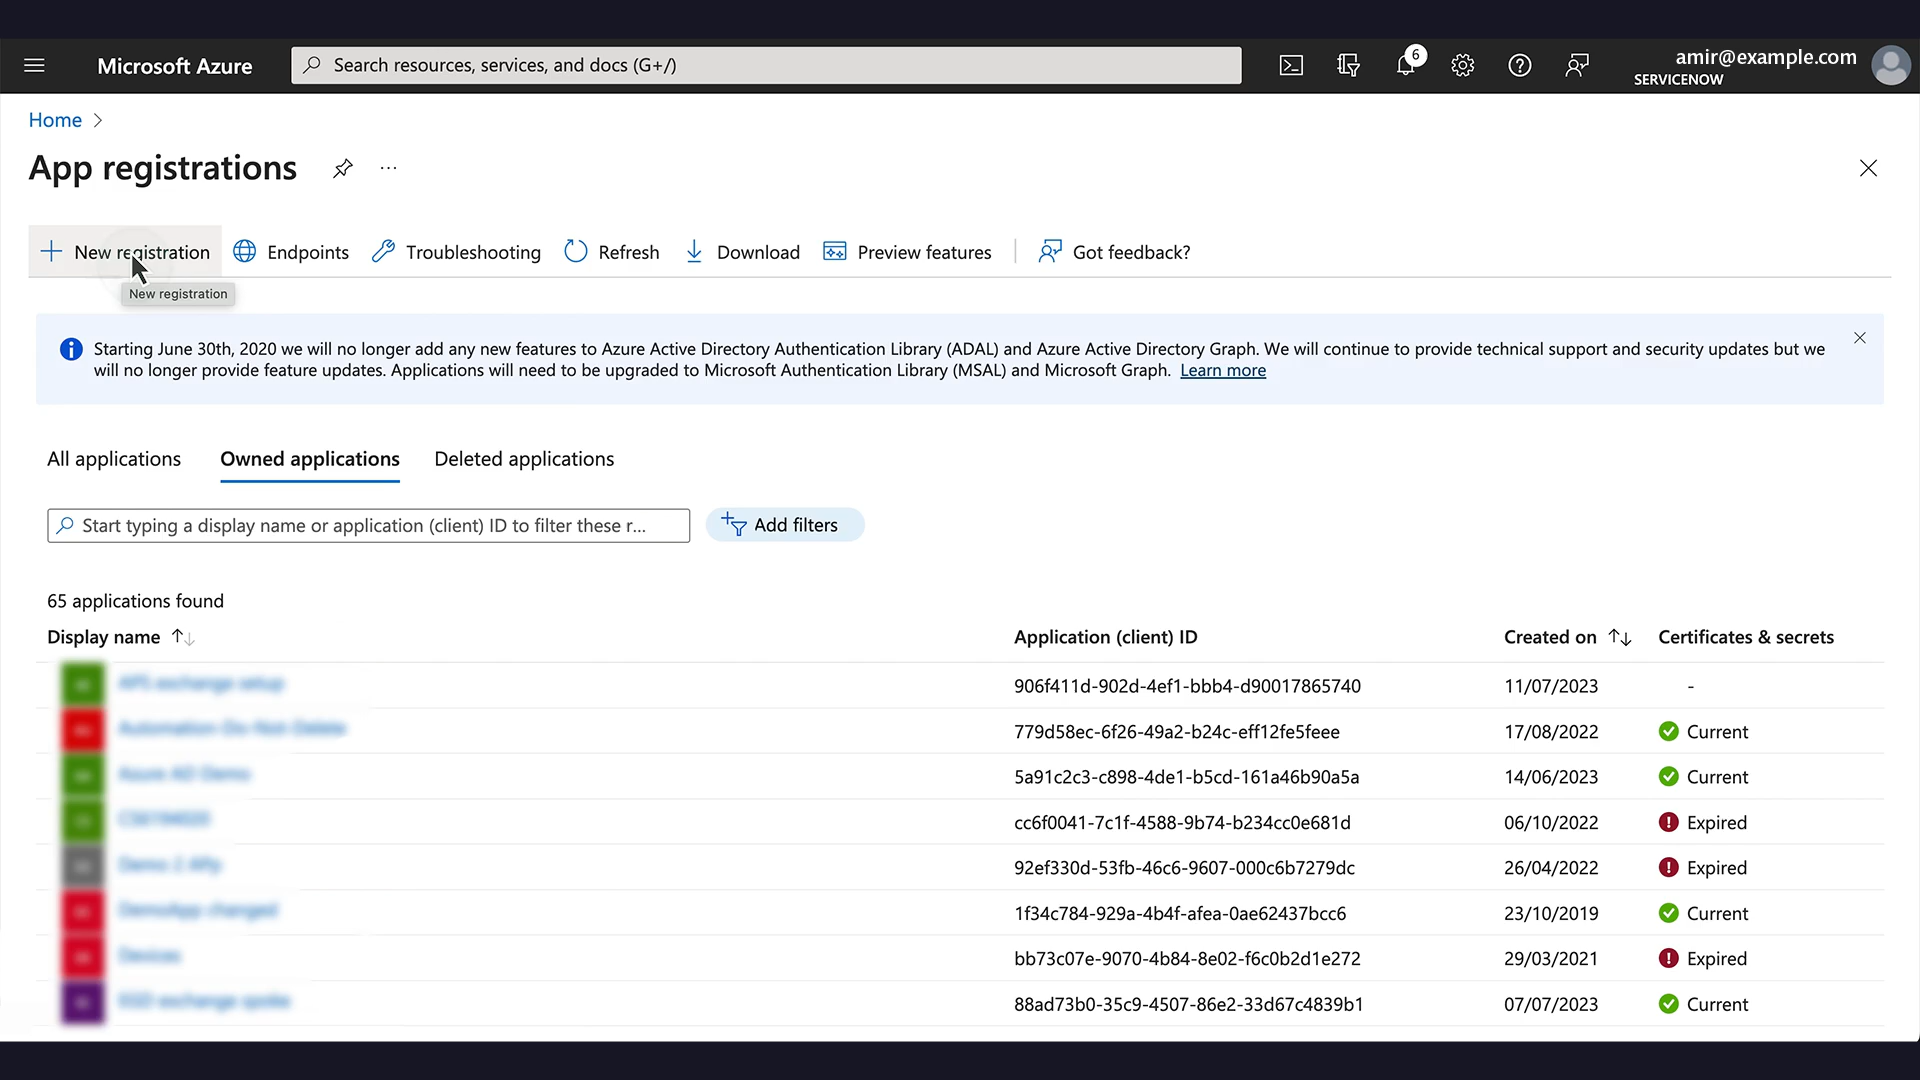 Microsoft Azure
Search resources, services, and docs (G+/)
6
amir@example.com
SERVICENOW
Home
App registrations
New registration
Endpoints
Troubleshooting
Refresh
Download
Preview features
Got feedback?
New registration
Starting June 30th, 2020 we will no longer add any new features to Azure Active Directory Authentication Library (ADAL) and Azure Active Directory Graph. We will continue to provide technical support and security updates but we
will no longer provide feature updates. Applications will need to be upgraded to Microsoft Authentication Library (MSAL) and Microsoft Graph. Learn more
All applications
Owned applications
Deleted applications
Start typing a display name or application (client) ID to filter these r...
Add filters
65 applications found
Display name
Application (client) ID
Created on
Certificates & secrets
906f411d-902d-4ef1-bbb4-d90017865740 11/07/2023 -
779d58ec-6f26-49a2-b24c-eff12fe5feee 17/08/2022 Current
5a91c2c3-c898-4de1-b5cd-161a46b90a5a 14/06/2023 Current
cc6f0041-7c1f-4588-9b74-b234cc0e681d 06/10/2022 Expired
92ef330d-53fb-46c6-9607-000c6b7279dc 26/04/2022 Expired
1f34c784-929a-4b4f-afea-0ae62437bcc6 23/10/2019 Current
bb73c07e-9070-4b84-8e02-f6c0b2d1e272 29/03/2021 Expired
88ad73b0-35c9-4507-86e2-33d67c4839b1 07/07/2023 Current